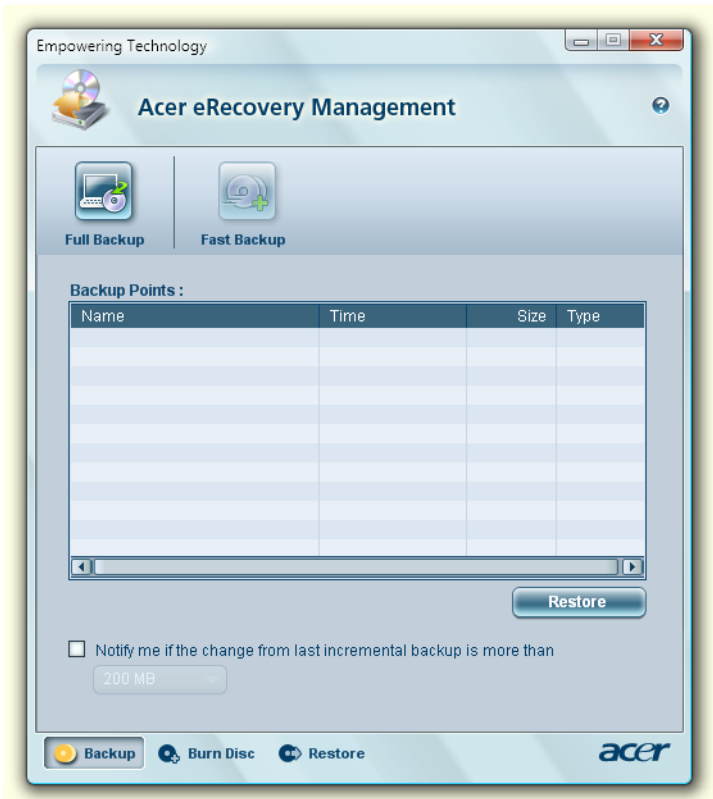 Empowering Technology
Acer eRecovery Management
Full Backup
Fast Backup
Backup Points :
Name Time Size Type
Restore
Notify me if the change from last incremental backup is more than
200 MB
Backup Burn Disc Restore acer